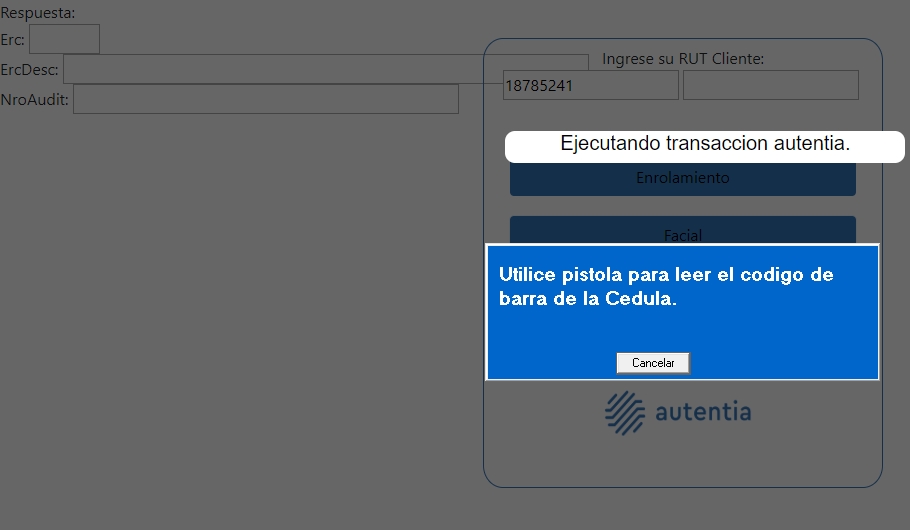 Respuesta:
Erc:
ErcDesc:
NroAudit:
Ingrese su RUT Cliente:
18785241
Ejecutando transaccion autentia.
Enrolamiento
Facial
Utilice pistola para leer el codigo de
barra de la Cedula.
Cancelar
autentia